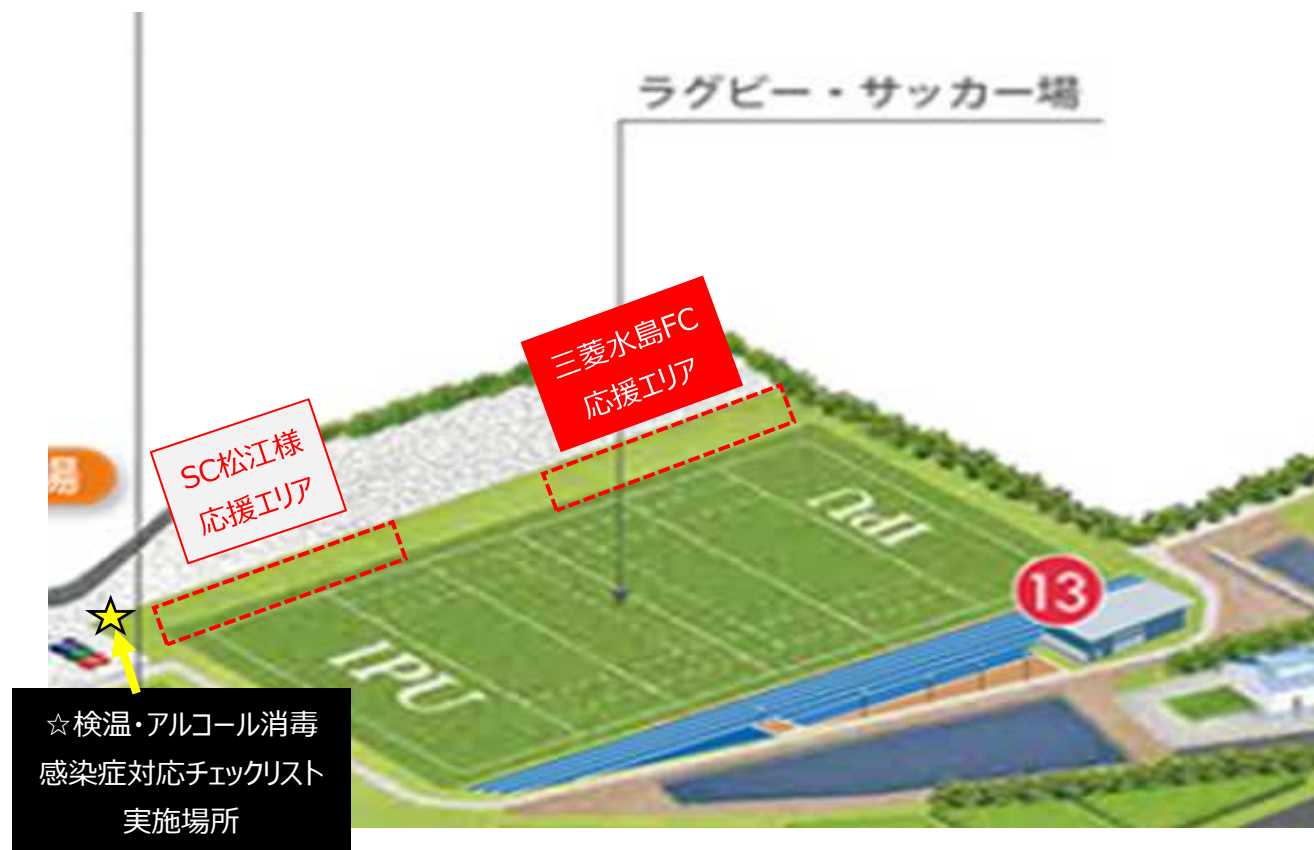 ラグビー・サッカー場
三菱水島FC
応援エリア
SC松江様
応援エリア
場
IPU
IPU
13
☆検温・アルコール消毒
感染症対応チェックリスト
実施場所